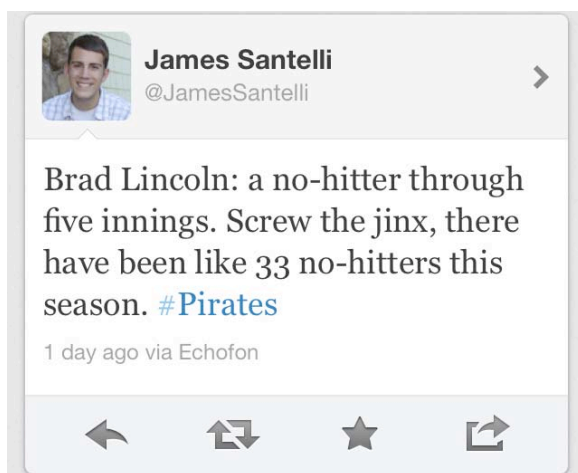 James Santelli
@JamesSantelli
Brad Lincoln: a no-hitter through
five innings. Screw the jinx, there
have been like 33 no-hitters this
season. #Pirates
1 day ago via Echofon